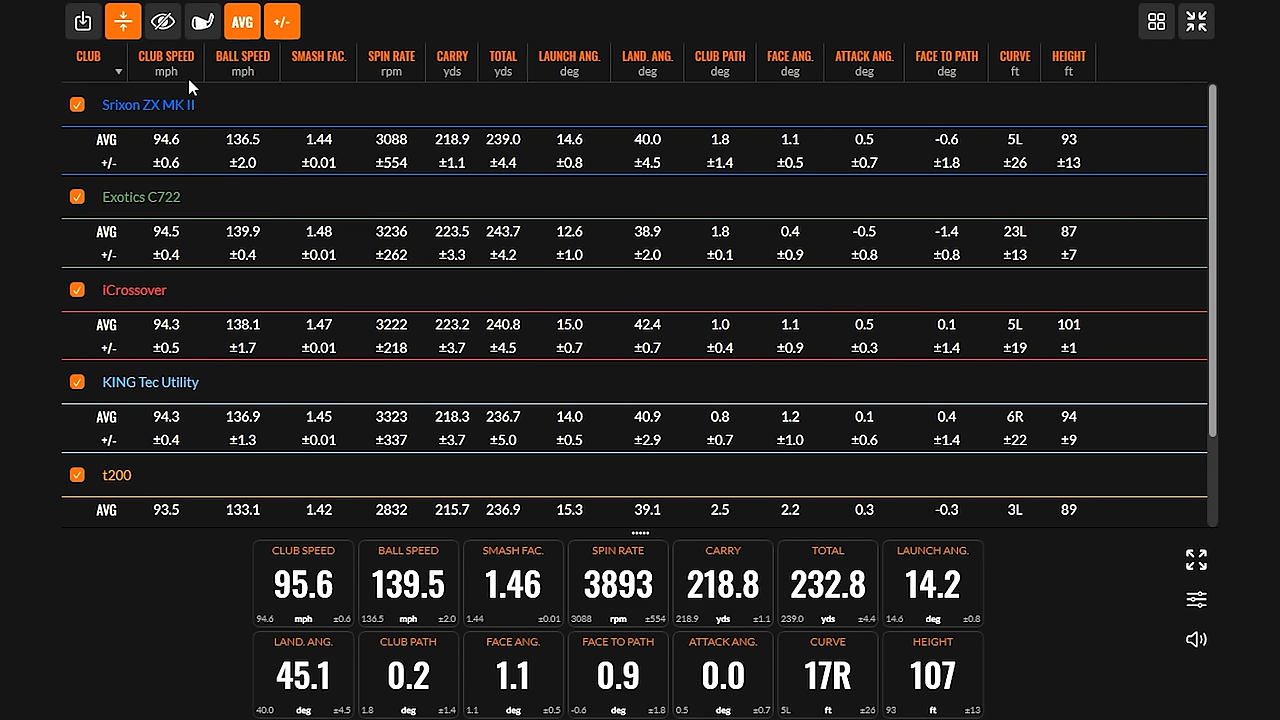 AVG +/-
CLUB CLUB SPEED BALL SPEED SMASH FAC. SPIN RATE CARRY TOTAL LAUNCH ANG. LAND. ANG. CLUB PATH FACE ANG. ATTACK ANG. FACE TO PATH CURVE HEIGHT
mph mph rpm yds yds deg deg deg deg deg deg ft ft
Srixon ZX MK II
AVG 94.6 136.5 1.44 3088 218.9 239.0 14.6 40.0 1.8 1.1 0.5 -0.6 5L 93
+/- ±0.6 ±2.0 ±0.01 ±554 ±1.1 ±4.4 ±0.8 ±4.5 ±1.4 ±0.5 ±0.7 ±1.8 ±26 ±13
Exotics C722
AVG 94.5 139.9 1.48 3236 223.5 243.7 12.6 38.9 1.8 0.4 -0.5 -1.4 23L 87
+/- ±0.4 ±0.4 ±0.01 ±262 ±3.3 ±4.2 ±1.0 ±2.0 ±0.1 ±0.9 ±0.8 ±0.8 ±13 ±7
iCrossover
AVG 94.3 138.1 1.47 3222 223.2 240.8 15.0 42.4 1.0 1.1 0.5 0.1 5L 101
+/- ±0.5 ±1.7 ±0.01 ±218 ±3.7 ±4.5 ±0.7 ±0.7 ±0.4 ±0.9 ±0.3 ±1.4 ±19 ±1
KING Tec Utility
AVG 94.3 136.9 1.45 3323 218.3 236.7 14.0 40.9 0.8 1.2 0.1 0.4 6R 94
+/- ±0.4 ±1.3 ±0.01 ±337 ±3.7 ±5.0 ±0.5 ±2.9 ±0.7 ±1.0 ±0.6 ±1.4 ±22 ±9
t200
AVG 93.5 133.1 1.42 2832 215.7 236.9 15.3 39.1 2.5 2.2 0.3 -0.3 3L 89
CLUB SPEED BALL SPEED SMASH FAC. SPIN RATE CARRY TOTAL LAUNCH ANG.
95.6 139.5 1.46 3893 218.8 232.8 14.2
94.6 mph ±0.6 136.5 mph ±2.0 1.44 ±0.01 3088 rpm ±554 218.9 yds ±1.1 239.0 yds ±4.4 14.6 deg ±0.8
LAND. ANG. CLUB PATH FACE ANG. FACE TO PATH ATTACK ANG. CURVE HEIGHT
45.1 0.2 1.1 0.9 0.0 17R 107
40.0 deg ±4.5 1.8 deg ±1.4 1.1 deg ±0.5 -0.6 deg ±1.8 0.5 deg ±0.7 5L ft ±26 93 ft ±13